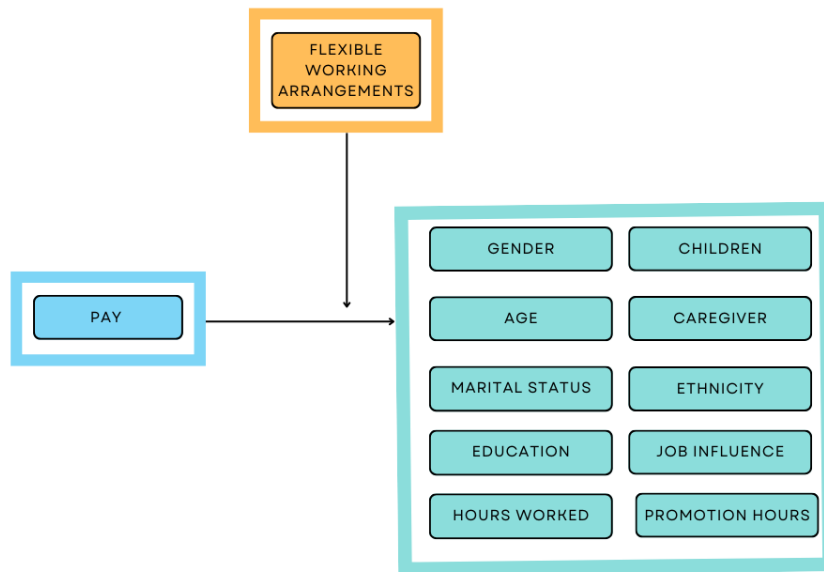 FLEXIBLE
WORKING
ARRANGEMENTS
PAY
GENDER
CHILDREN
AGE
CAREGIVER
MARITAL STATUS
ETHNICITY
EDUCATION
JOB INFLUENCE
HOURS WORKED
PROMOTION HOURS